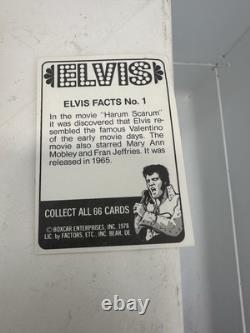 ELVIS
ELVIS FACTS No. 1
In the movie "Harum Scarum"
it was discovered that Elvis re-
sembled the famous Valentino
of the early movie days. The
movie also starred Mary Ann
Mobley and Fran Jeffries. It was
released in 1965.
COLLECT ALL 66 CARDS
© BOXCAR ENTERPRISES, INC. 1978
LIC. by FACTORS, ETC., INC. BEAR, DE
ebay